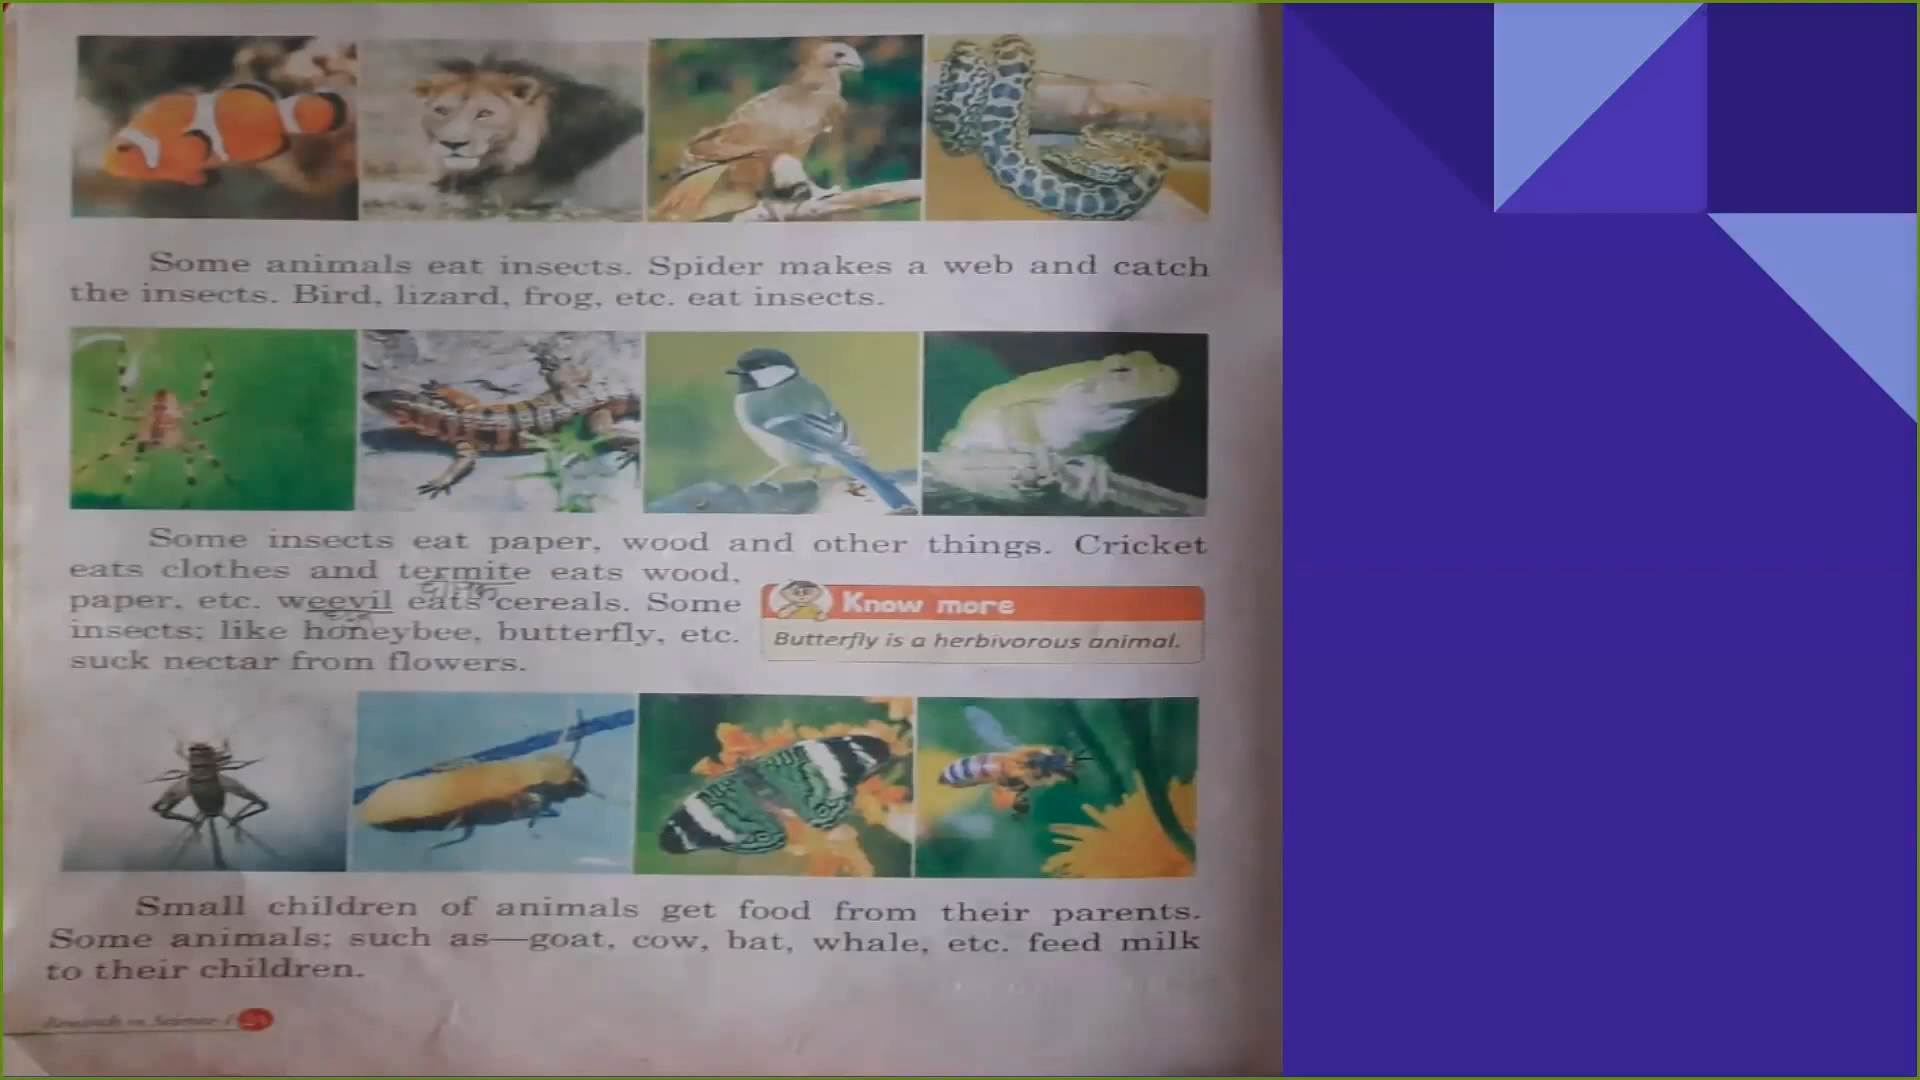 Some animals eat insects. Spider makes a web and catch
the insects. Bird, lizard, frog, etc. eat insects.
Some insects eat paper, wood and other things. Cricket
eats clothes and termite eats wood,
paper, etc. weevil eats cereals. Some
insects; like honeybee, butterfly, etc.
suck nectar from flowers.
Know more
Butterfly is a herbivorous animal.
Small children of animals get food from their parents.
Some animals; such as—goat, cow, bat, whale, etc. feed milk
to their children.